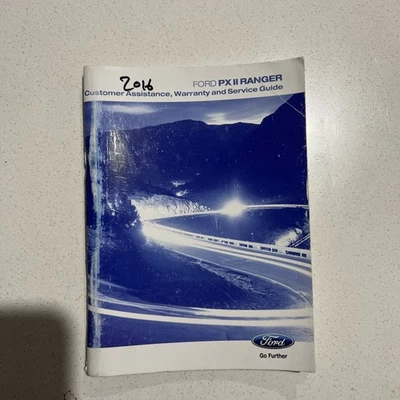 2016
FORD PX II RANGER
Customer Assistance, Warranty and Service Guide
Ford
Go Further